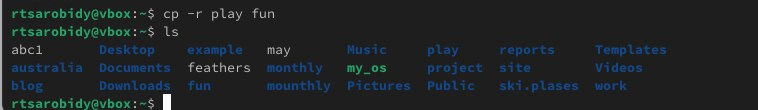 rtsarobidy@vbox:~$ cp -r play fun
rtsarobidy@vbox:~$ ls
abc1 Desktop example may Music play reports Templates
australia Documents feathers monthly my_os project site Videos
blog Downloads fun mounthly Pictures Public ski.plases work
rtsarobidy@vbox:~$